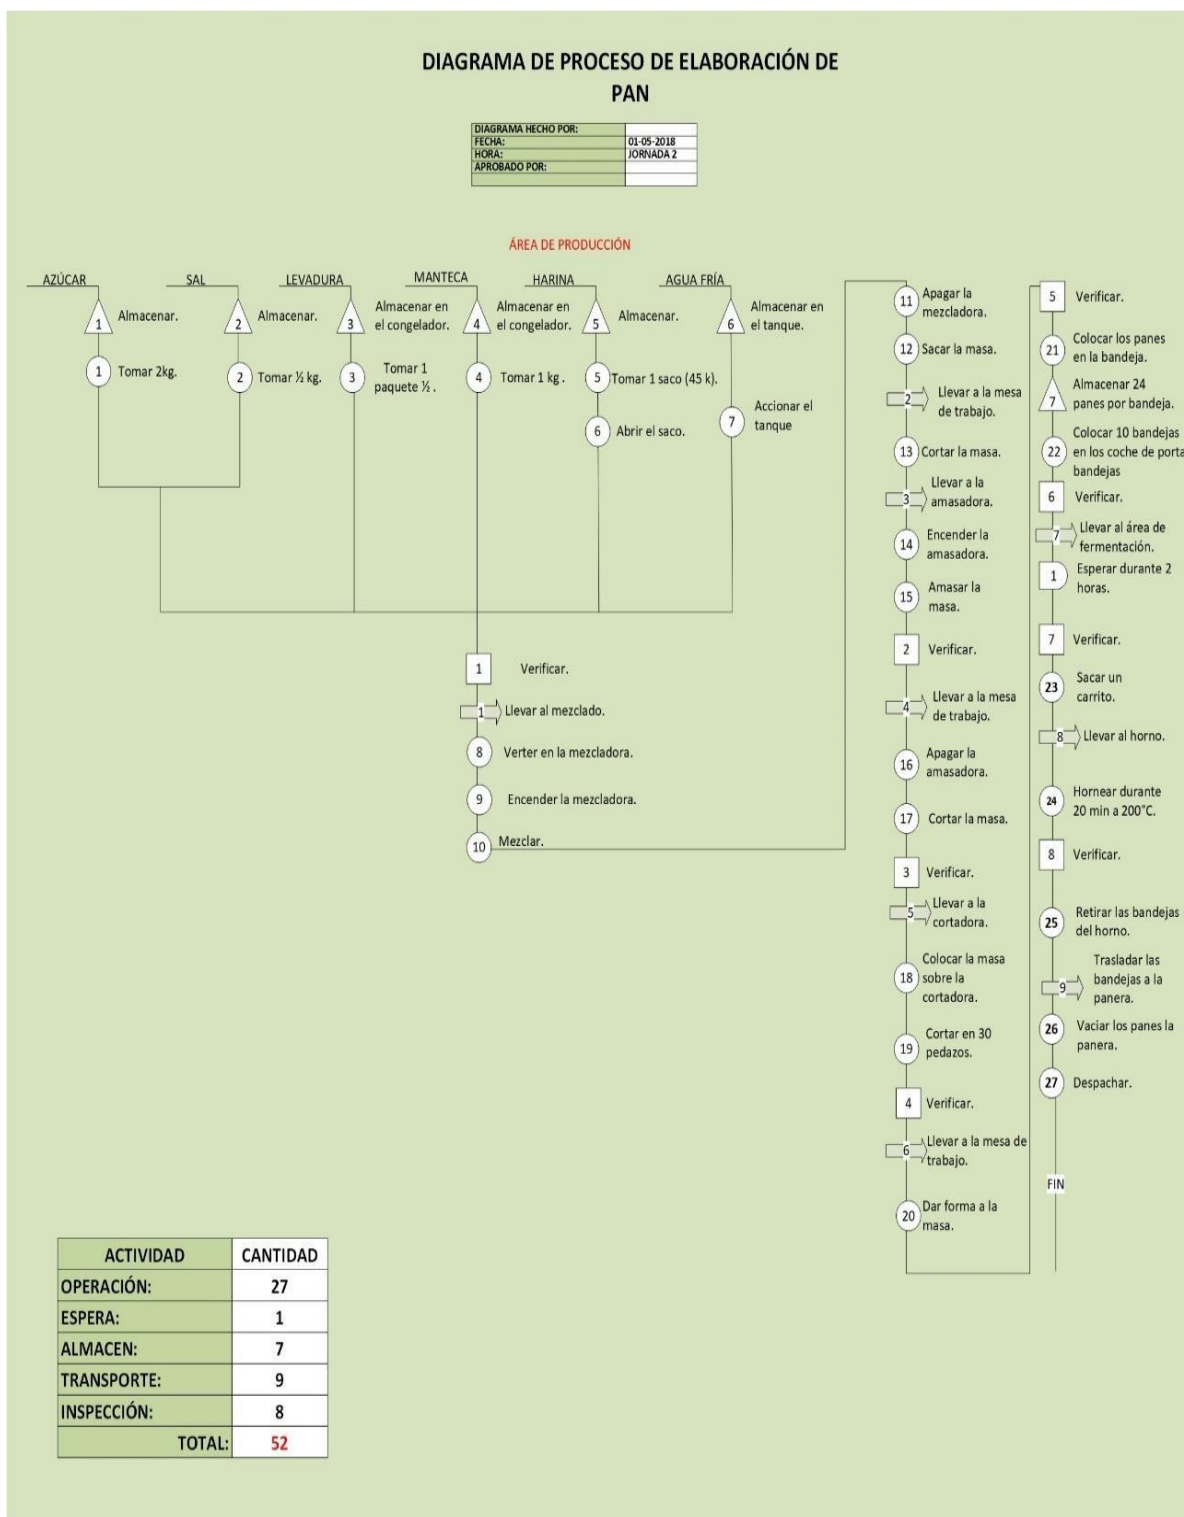 DIAGRAMA DE PROCESO DE ELABORACIÓN DE
PAN
DIAGRAMA HECHO POR:
FECHA: 01-05-2018
HORA: JORNADA 2
APROBADO POR:
ÁREA DE PRODUCCIÓN
AZÚCAR
1
Almacenar.
1
Tomar 2kg.
SAL
2
Almacenar.
2
Tomar ½ kg.
LEVADURA
3
Almacenar en
el congelador.
3
Tomar 1
paquete ½ .
MANTECA
4
Almacenar en
el congelador.
4
Tomar 1 kg .
HARINA
5
Almacenar.
5
Tomar 1 saco (45 k).
6
Abrir el saco.
AGUA FRÍA
6
Almacenar en
el tanque.
7
Accionar el
tanque
1
Verificar.
1
Llevar al mezclado.
8
Verter en la mezcladora.
9
Encender la mezcladora.
10
Mezclar.
11
Apagar la
mezcladora.
12
Sacar la masa.
2
Llevar a la mesa
de trabajo.
13
Cortar la masa.
3
Llevar a la
amasadora.
14
Encender la
amasadora.
15
Amasar la
masa.
2
Verificar.
4
Llevar a la mesa
de trabajo.
16
Apagar la
amasadora.
17
Cortar la masa.
3
Verificar.
5
Llevar a la
cortadora.
18
Colocar la masa
sobre la
cortadora.
19
Cortar en 30
pedazos.
4
Verificar.
6
Llevar a la mesa de
trabajo.
20
Dar forma a la
masa.
5
Verificar.
21
Colocar los panes
en la bandeja.
7
Almacenar 24
panes por bandeja.
22
Colocar 10 bandejas
en los coche de porta
bandejas
6
Verificar.
7
Llevar al área de
fermentación.
1
Esperar durante 2
horas.
7
Verificar.
23
Sacar un
carrito.
8
Llevar al horno.
24
Hornear durante
20 min a 200°C.
8
Verificar.
25
Retirar las bandejas
del horno.
9
Trasladar las
bandejas a la
panera.
26
Vaciar los panes la
panera.
27
Despachar.
FIN
ACTIVIDAD CANTIDAD
OPERACIÓN: 27
ESPERA: 1
ALMACEN: 7
TRANSPORTE: 9
INSPECCIÓN: 8
TOTAL: 52